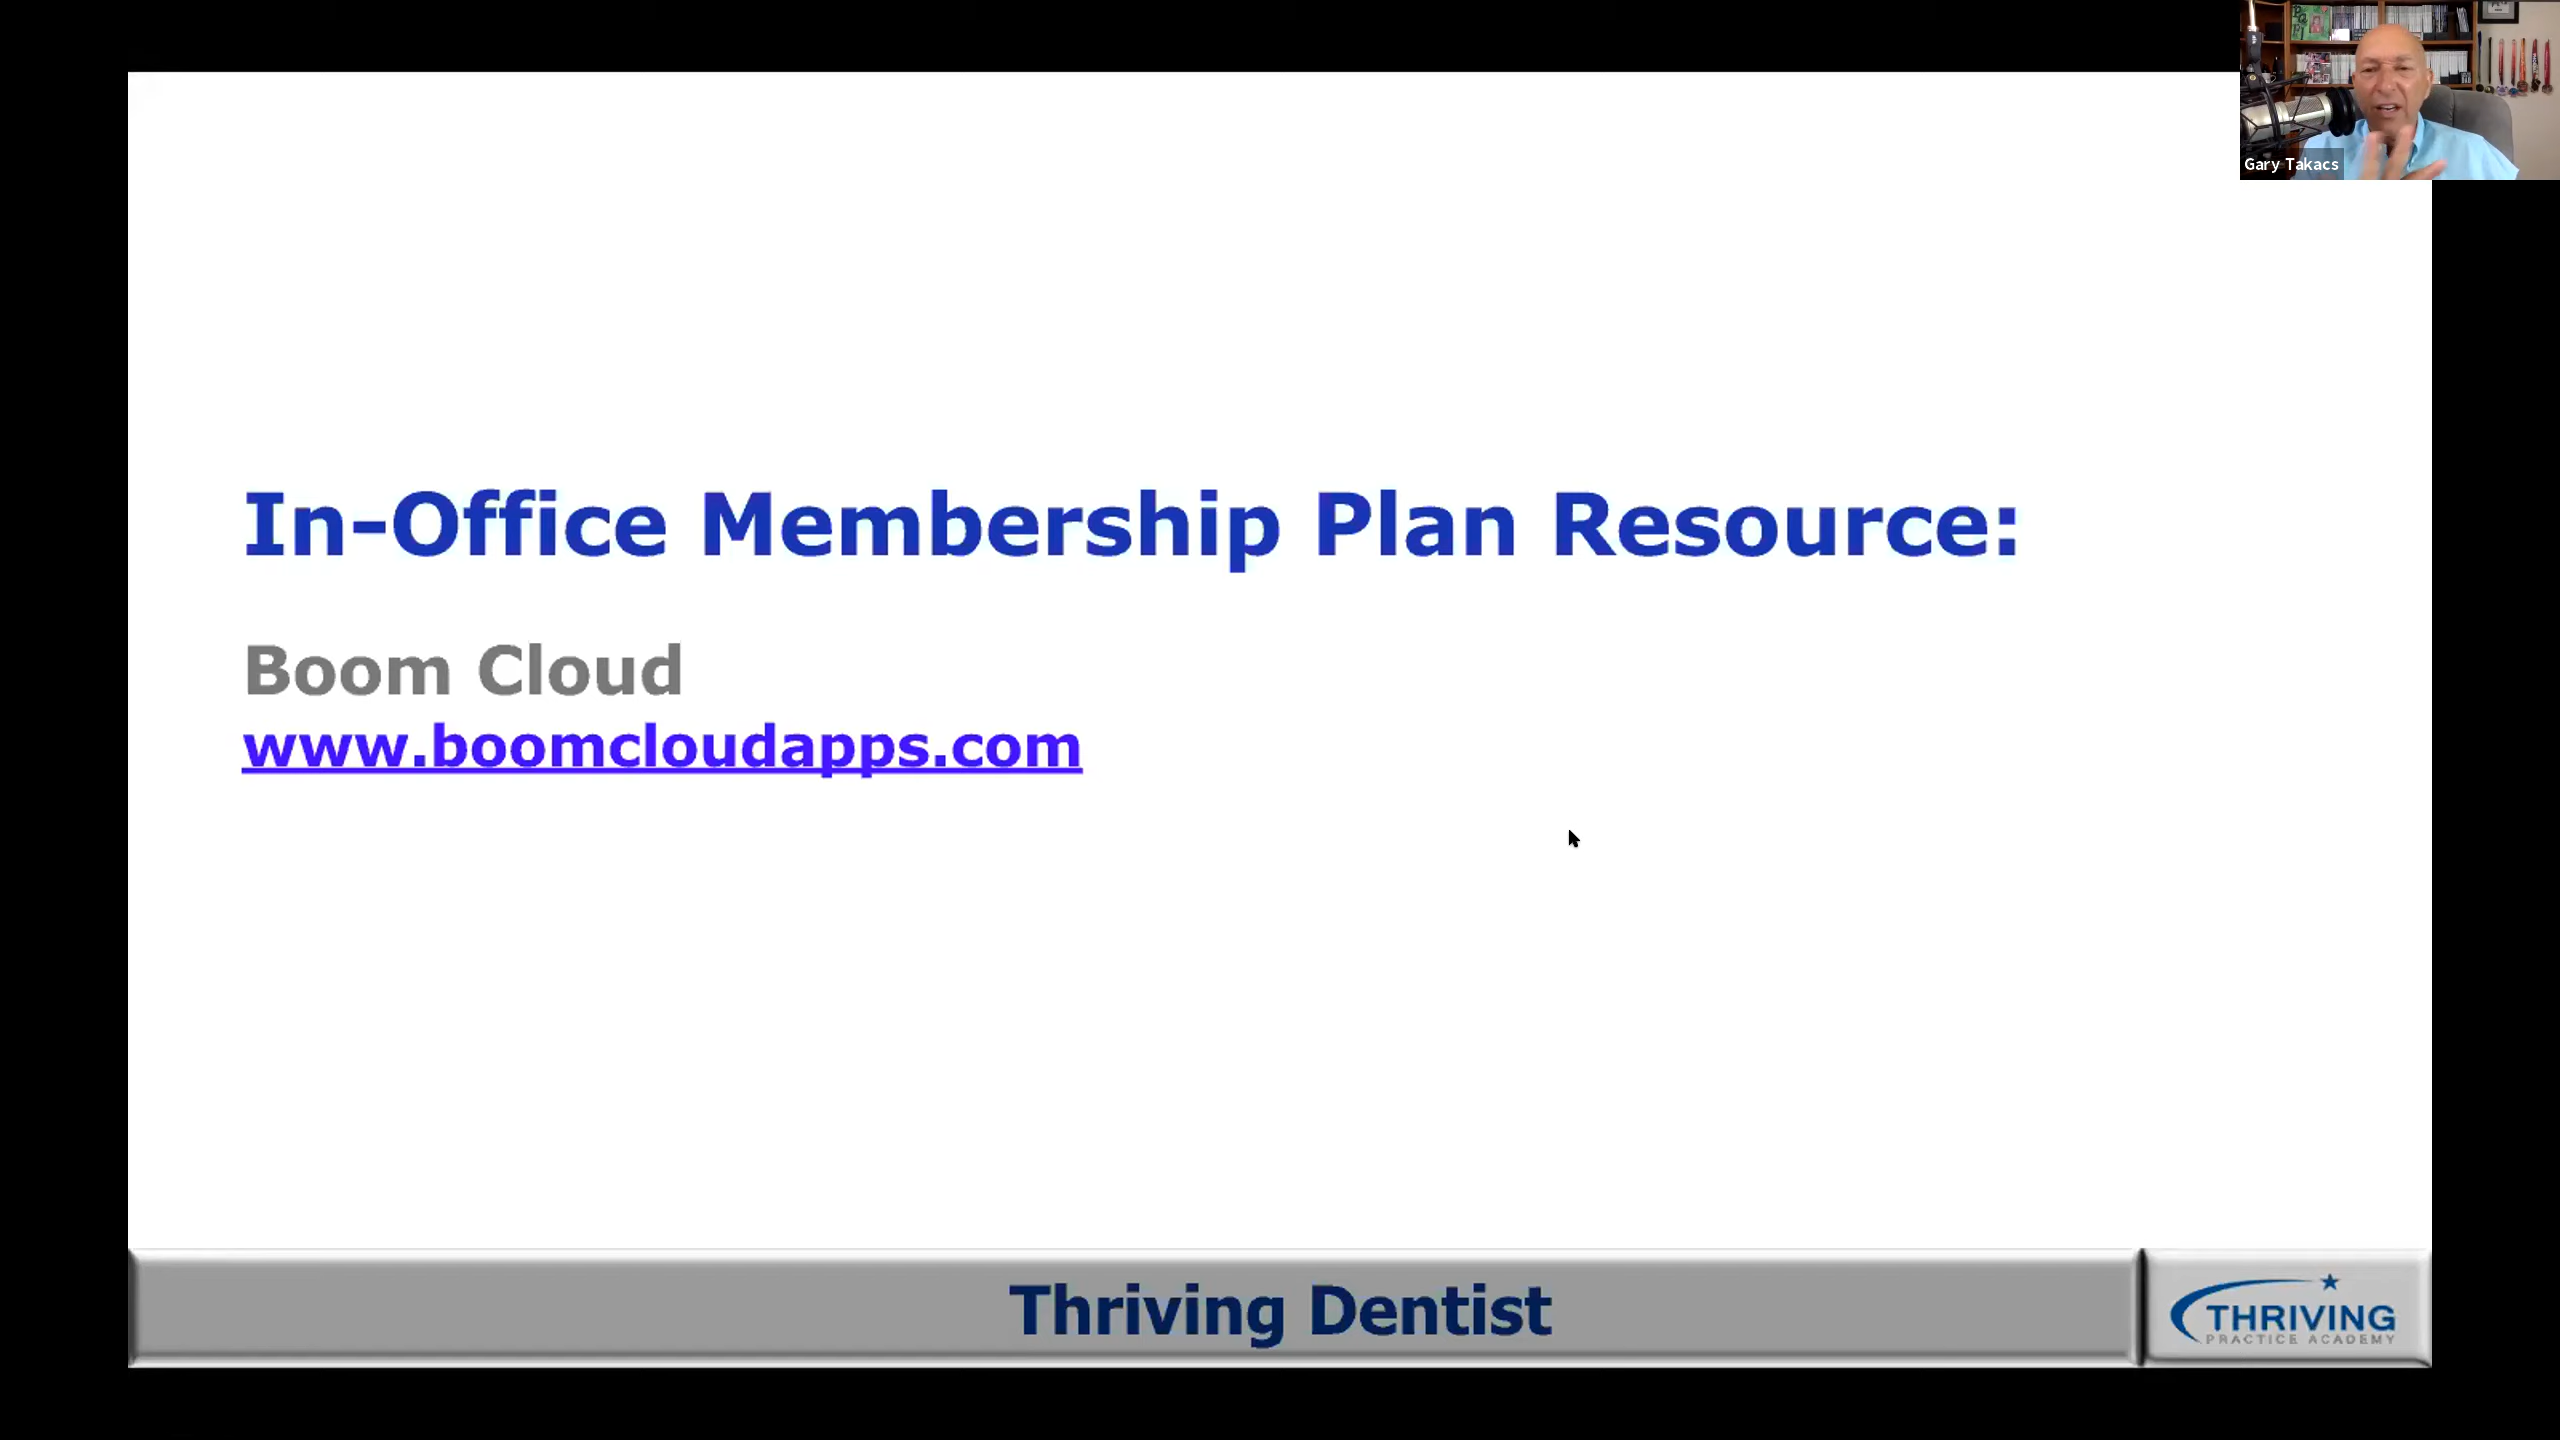 Gary Takacs
In-Office Membership Plan Resource:
Boom Cloud
www.boomcloudapps.com
Thriving Dentist
THRIVING
PRACTICE ACADEMY